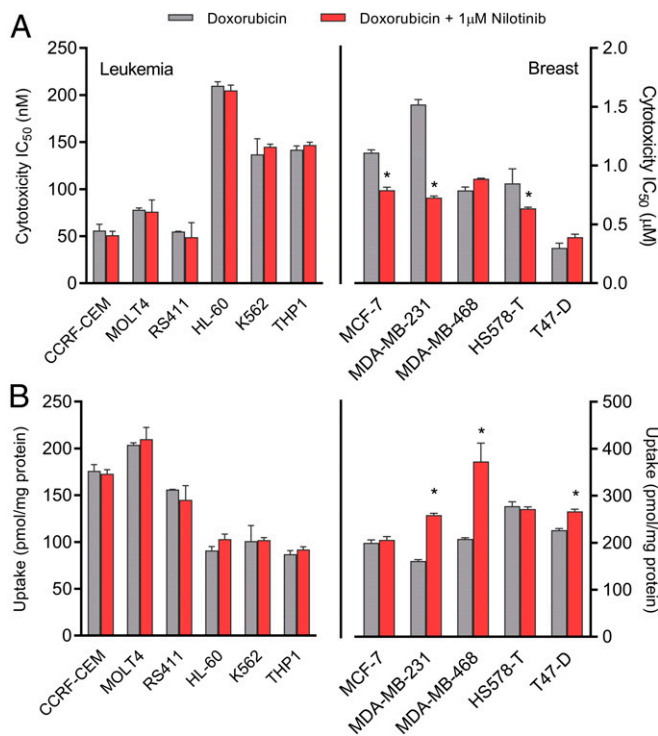 Doxorubicin
Doxorubicin + 1μM Nilotinib
A
Leukemia
Breast
Cytotoxicity IC50 (nM)
250
200
150
100
50
0
CCRF-CEM
MOLT4
RS411
HL-60
K562
THP1
* * *
2.0
1.5
1.0
0.5
0.0
Cytotoxicity IC50 (μM)
MCF-7
MDA-MB-231
MDA-MB-468
HS578-T
T47-D
B
Uptake (pmol/mg protein)
250
200
150
100
50
0
CCRF-CEM
MOLT4
RS411
HL-60
K562
THP1
* * *
500
400
300
200
100
0
Uptake (pmol/mg protein)
MCF-7
MDA-MB-231
MDA-MB-468
HS578-T
T47-D